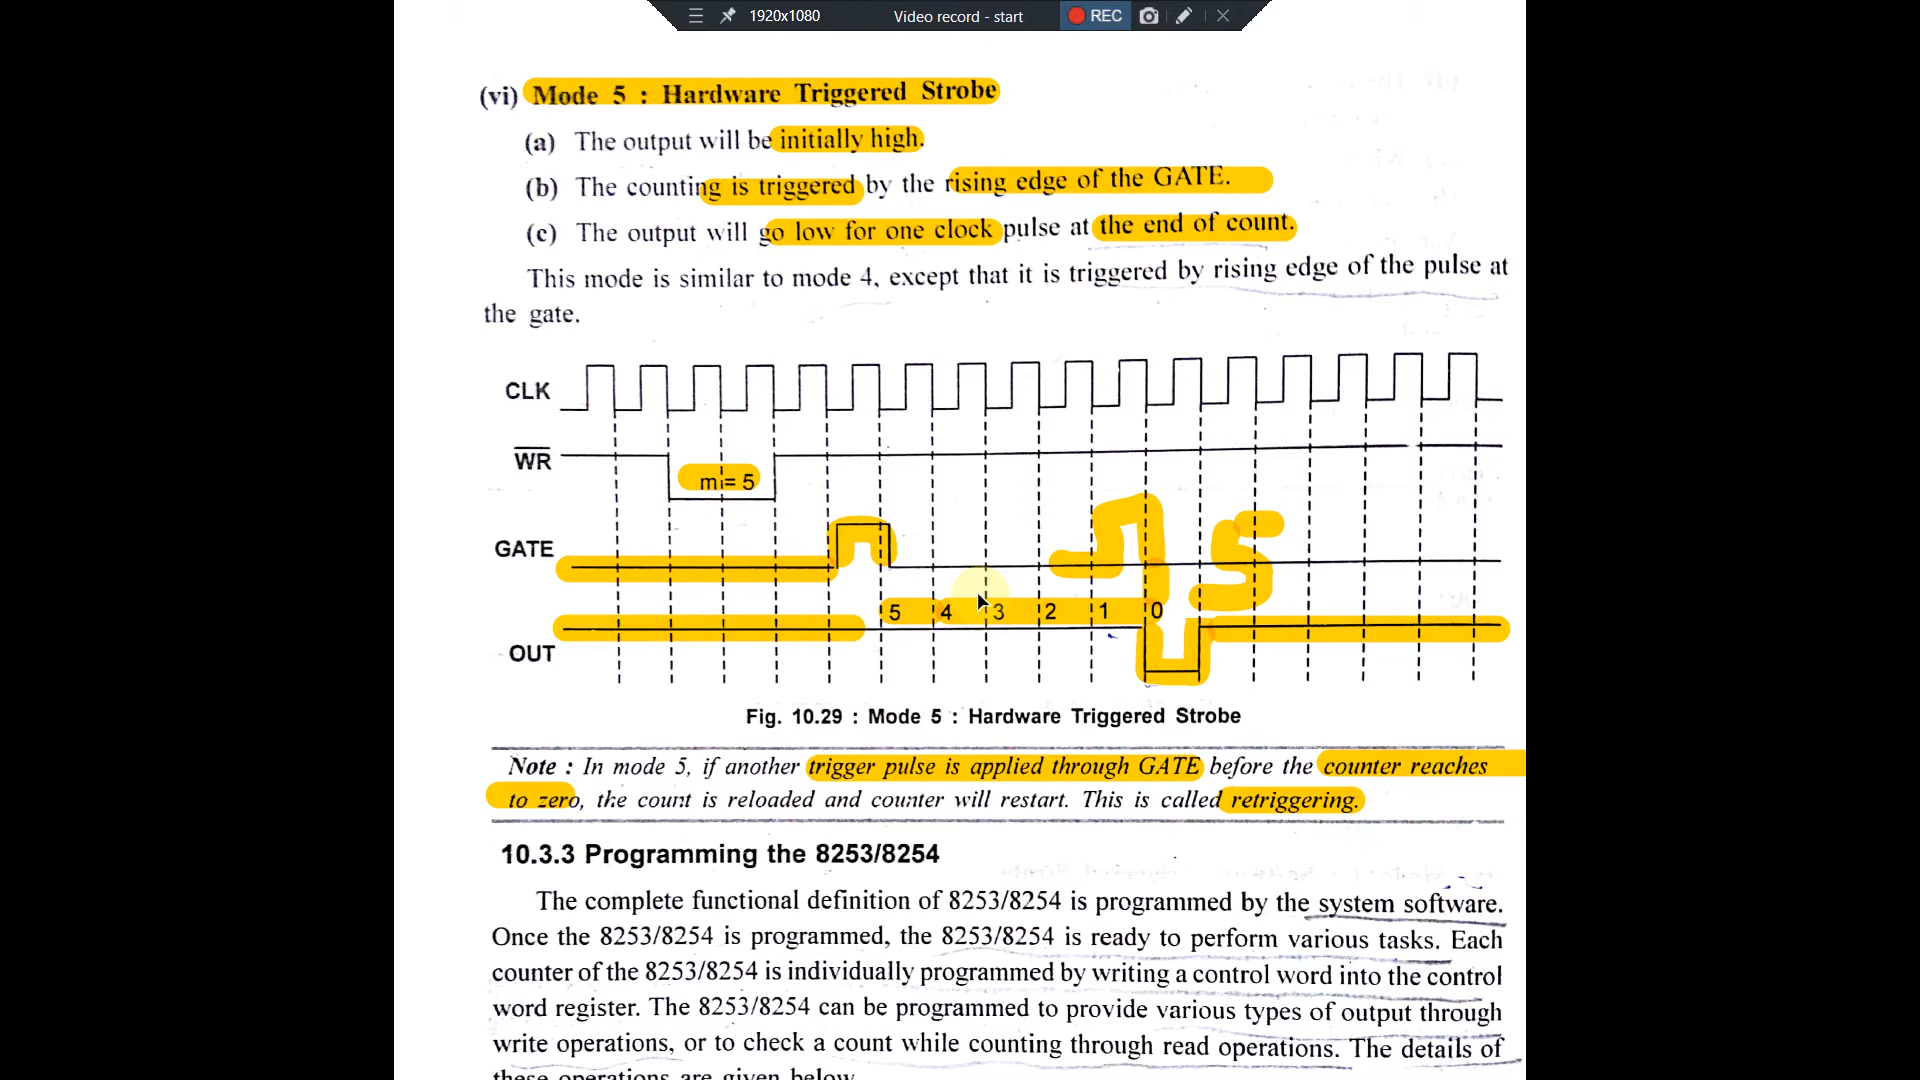 1920x1080 Video record - start REC
(vi) Mode 5 : Hardware Triggered Strobe
(a) The output will be initially high.
(b) The counting is triggered by the rising edge of the GATE.
(c) The output will go low for one clock pulse at the end of count.
This mode is similar to mode 4, except that it is triggered by rising edge of the pulse at
the gate.
CLK
WR
m = 5
GATE
5
5 4 3 2 1 0
OUT
Fig. 10.29 : Mode 5 : Hardware Triggered Strobe
Note : In mode 5, if another trigger pulse is applied through GATE before the counter reaches
to zero, the count is reloaded and counter will restart. This is called retriggering.
10.3.3 Programming the 8253/8254
The complete functional definition of 8253/8254 is programmed by the system software.
Once the 8253/8254 is programmed, the 8253/8254 is ready to perform various tasks. Each
counter of the 8253/8254 is individually programmed by writing a control word into the control
word register. The 8253/8254 can be programmed to provide various types of output through
write operations, or to check a count while counting through read operations. The details of
these operations are given below